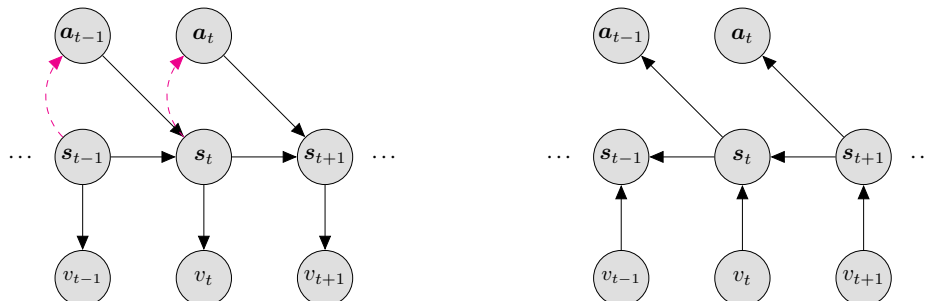 a_{t-1} a_t a_{t-1} a_t
... s_{t-1} s_t s_{t+1} ... ... s_{t-1} s_t s_{t+1} ..
v_{t-1} v_t v_{t+1} v_{t-1} v_t v_{t+1}